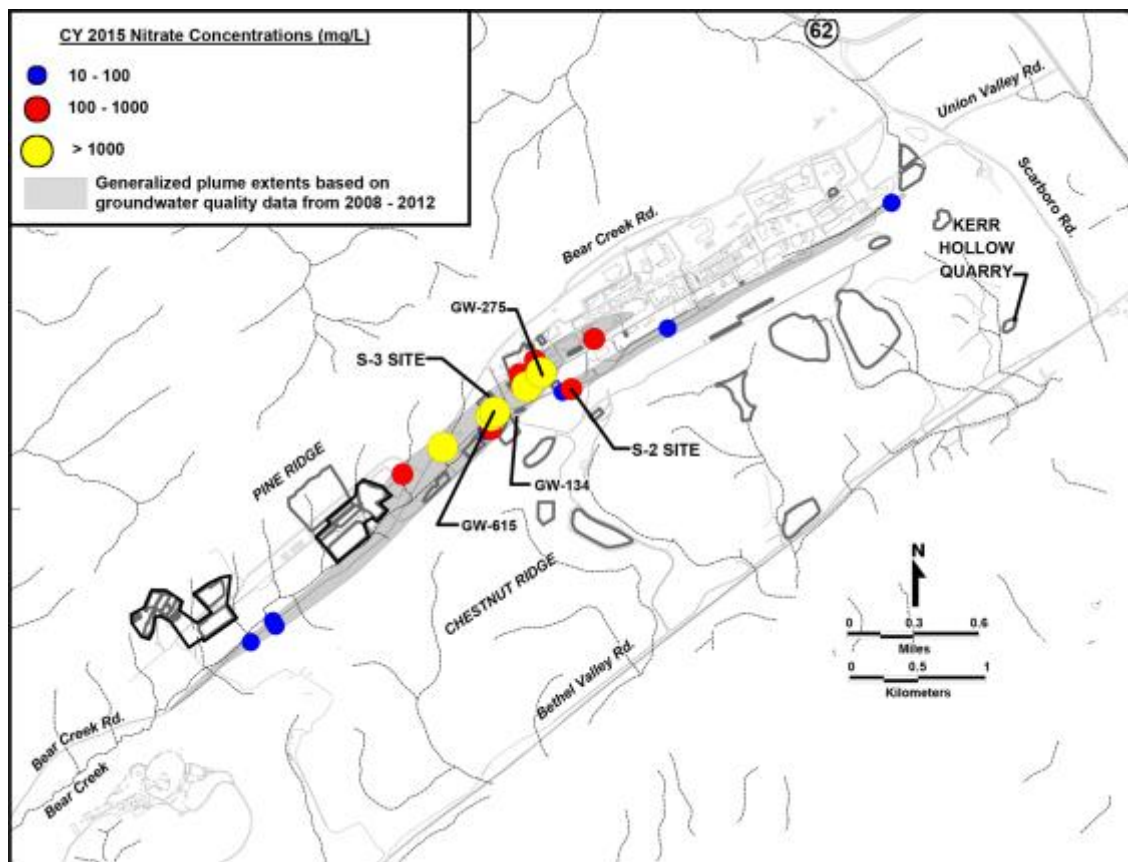 CY 2015 Nitrate Concentrations (mg/L)
10 - 100
100 - 1000
> 1000
Generalized plume extents based on
groundwater quality data from 2008 - 2012
62
Union Valley Rd.
Scarboro Rd.
Bear Creek Rd.
KERR
HOLLOW
QUARRY
GW-275
S-3 SITE
S-2 SITE
PINE RIDGE
GW-134
GW-615
CHESTNUT RIDGE
N
0 0.3 0.6
Miles
0 0.5 1
Kilometers
Bethel Valley Rd.
Bear Creek Rd.
Bear Creek